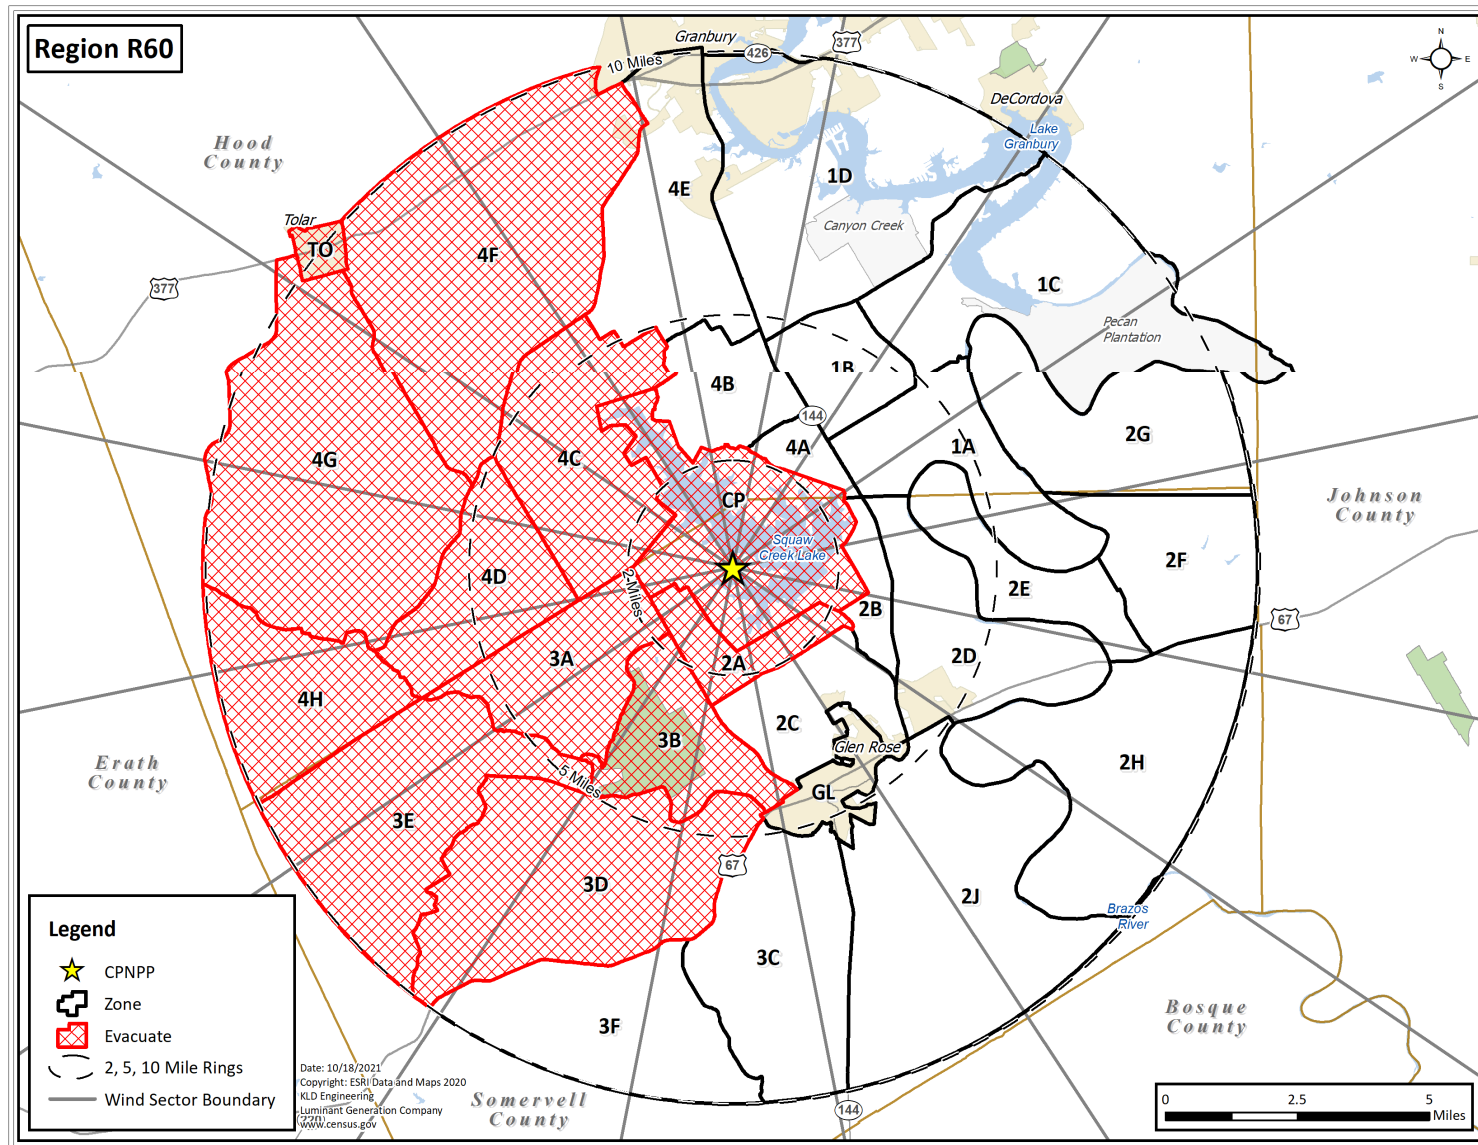 Region R60
N
W E
S
Granbury
377
426
10 Miles
DeCordova
Lake
Granbury
Hood
County
4E
1D
Canyon Creek
Tolar
TO
4F
377
1C
Pecan
Plantation
1B
4B
144
4A
1A
2G
4G
4C
CP
Johnson
County
Squaw
Creek Lake
4D
2-Miles
2B
2E
2F
67
3A
2A
2D
4H
2C
3B
Glen Rose
Erath
County
5 Miles
2H
GL
3E
67
3D
2J
Brazos
River
3C
3F
Bosque
County
Somervell
County
144
Legend
CPNPP
Zone
Evacuate
2, 5, 10 Mile Rings
Wind Sector Boundary
Date: 10/18/2021
Copyright: ESRI Data and Maps 2020
KLD Engineering
Luminant Generation Company
www.census.gov
0 2.5 5
Miles